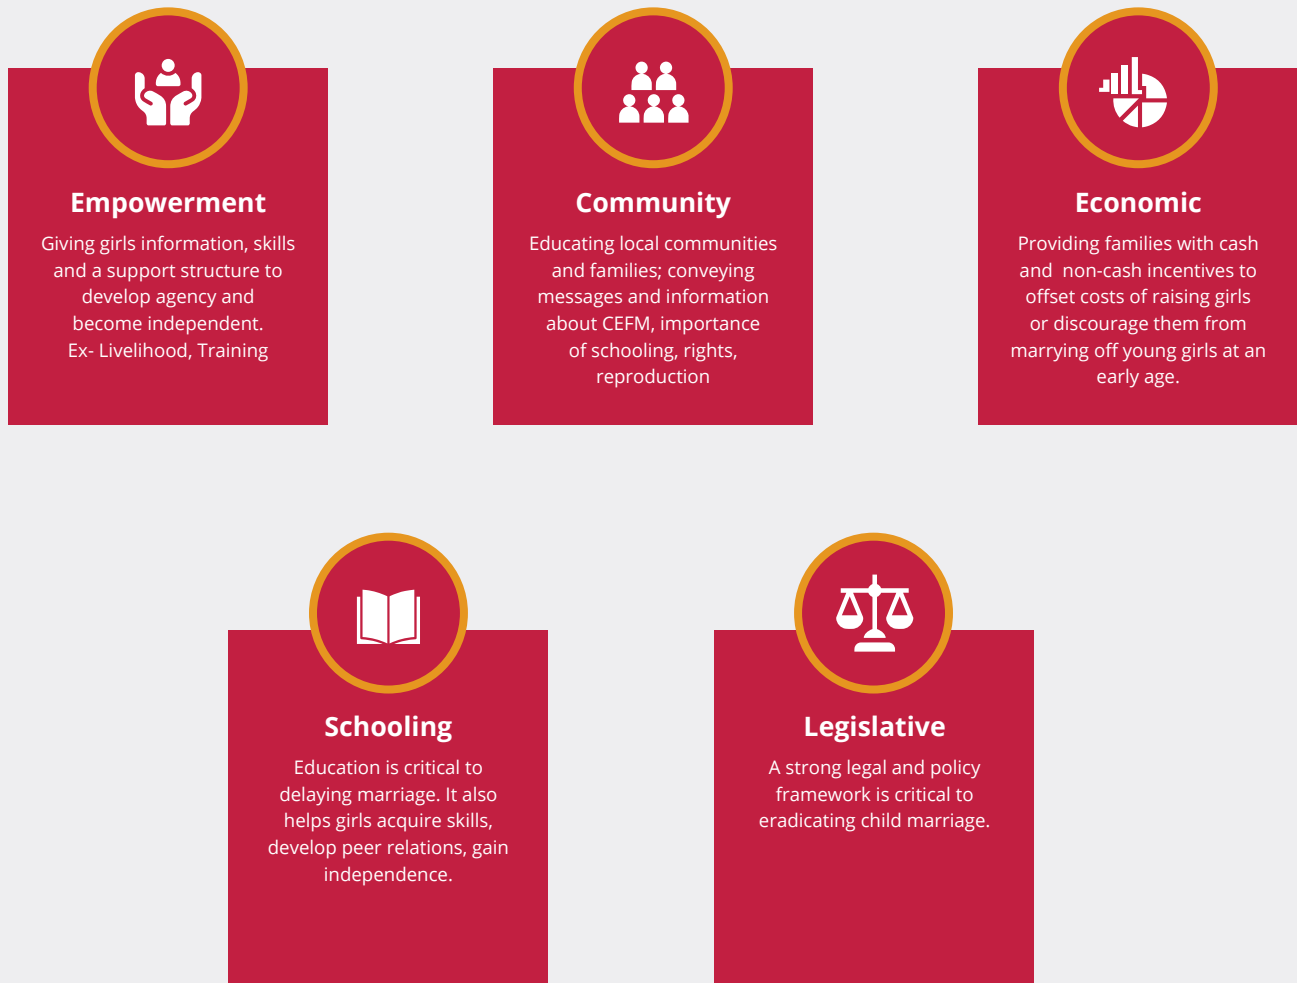 Empowerment
Giving girls information, skills
and a support structure to
develop agency and
become independent.
Ex- Livelihood, Training
Community
Educating local communities
and families; conveying
messages and information
about CEFM, importance
of schooling, rights,
reproduction
Economic
Providing families with cash
and  non-cash incentives to
offset costs of raising girls
or discourage them from
marrying off young girls at an
early age.
Schooling
Education is critical to
delaying marriage. It also
helps girls acquire skills,
develop peer relations, gain
independence.
Legislative
A strong legal and policy
framework is critical to
eradicating child marriage.